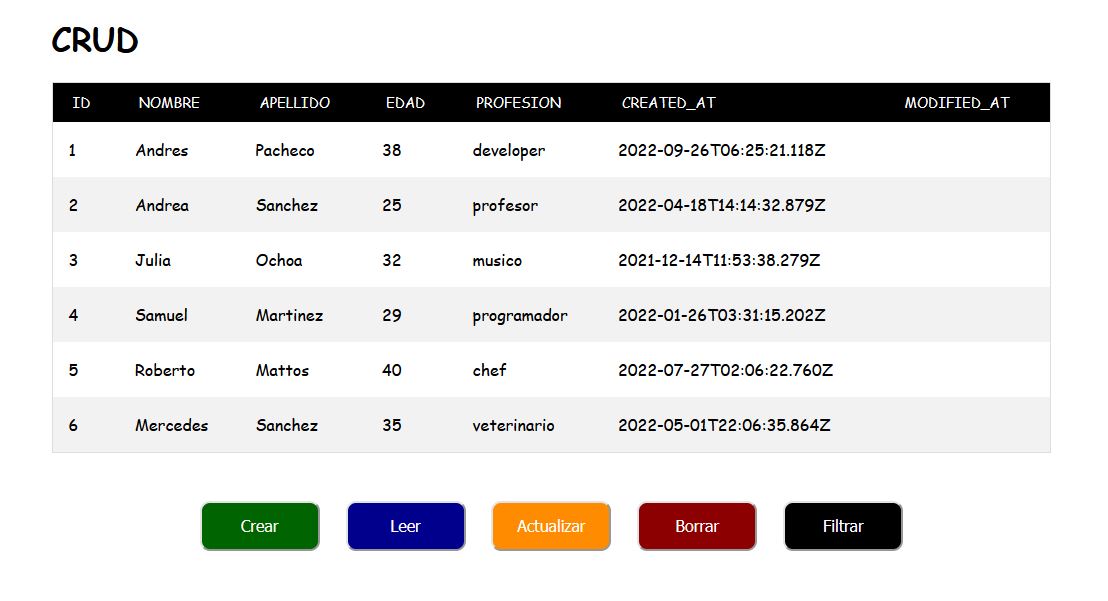 CRUD
ID NOMBRE APELLIDO EDAD PROFESION CREATED_AT MODIFIED_AT
1 Andres Pacheco 38 developer 2022-09-26T06:25:21.118Z
2 Andrea Sanchez 25 profesor 2022-04-18T14:14:32.879Z
3 Julia Ochoa 32 musico 2021-12-14T11:53:38.279Z
4 Samuel Martinez 29 programador 2022-01-26T03:31:15.202Z
5 Roberto Mattos 40 chef 2022-07-27T02:06:22.760Z
6 Mercedes Sanchez 35 veterinario 2022-05-01T22:06:35.864Z
Crear Leer Actualizar Borrar Filtrar